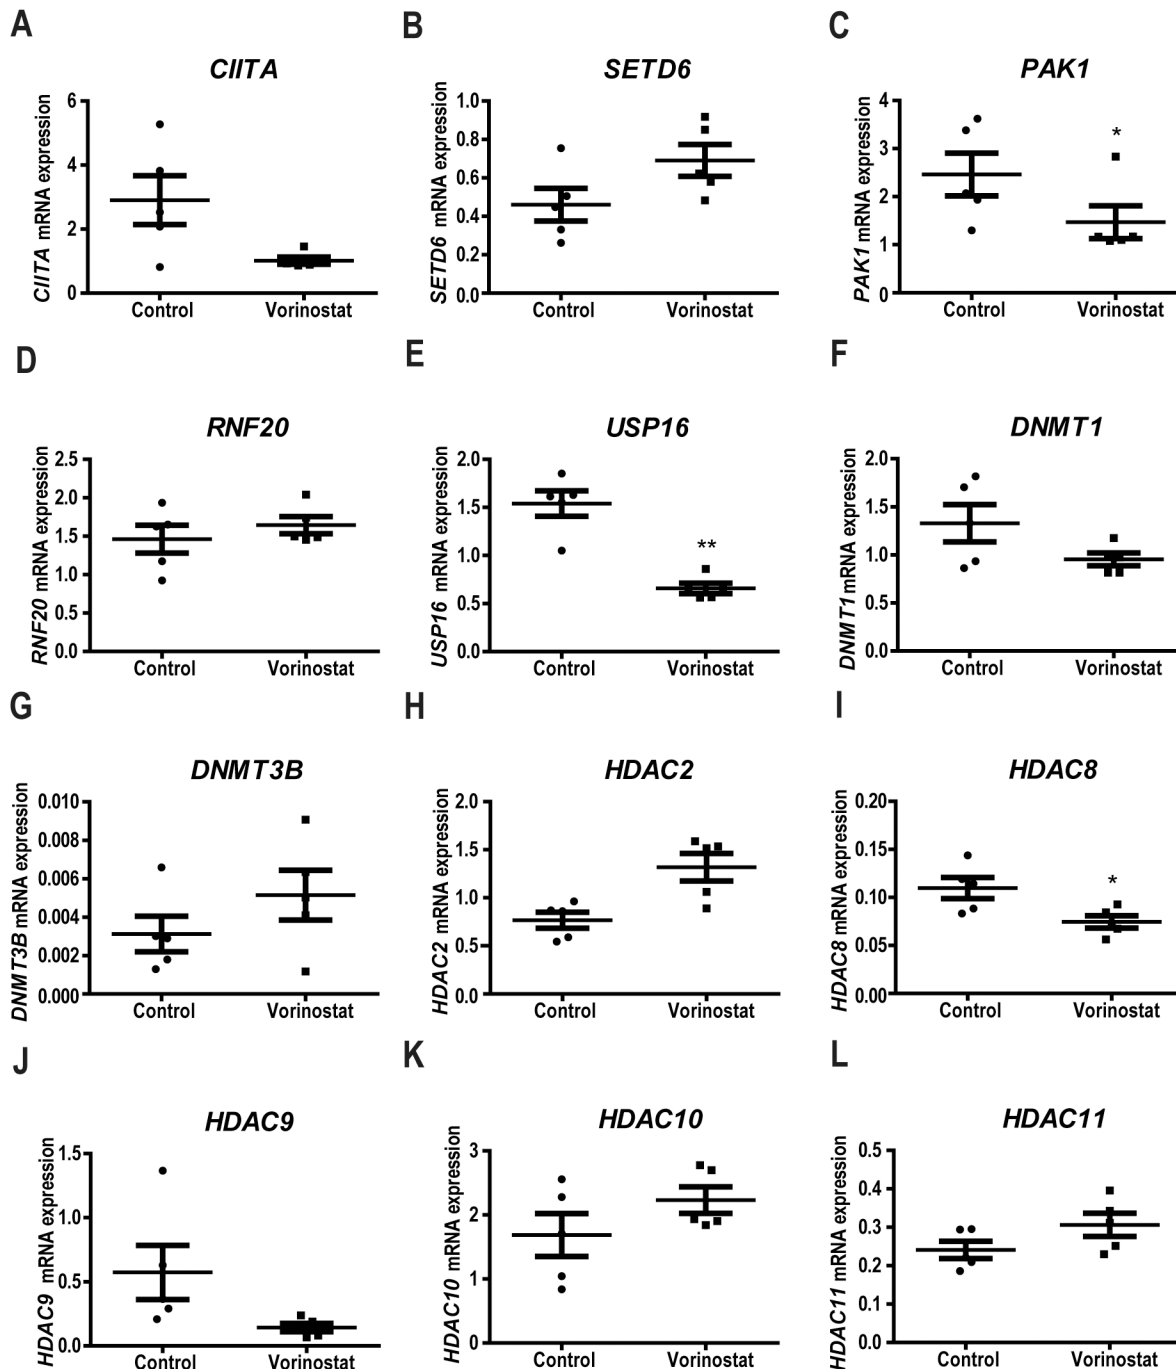 A
CIITA
CIITA mRNA expression
6
4
2
0
Control Vorinostat
B
SETD6
SETD6 mRNA expression
1.0
0.8
0.6
0.4
0.2
0.0
Control Vorinostat
C
PAK1
PAK1 mRNA expression
4
3
2
1
0
*
Control Vorinostat
D
RNF20
RNF20 mRNA expression
2.5
2.0
1.5
1.0
0.5
0.0
Control Vorinostat
E
USP16
USP16 mRNA expression
2.0
1.5
1.0
0.5
0.0
**
Control Vorinostat
F
DNMT1
DNMT1 mRNA expression
2.0
1.5
1.0
0.5
0.0
Control Vorinostat
G
DNMT3B
DNMT3B mRNA expression
0.010
0.008
0.006
0.004
0.002
0.000
Control Vorinostat
H
HDAC2
HDAC2 mRNA expression
2.0
1.5
1.0
0.5
0.0
Control Vorinostat
I
HDAC8
HDAC8 mRNA expression
0.20
0.15
0.10
0.05
0.00
*
Control Vorinostat
J
HDAC9
HDAC9 mRNA expression
1.5
1.0
0.5
0.0
Control Vorinostat
K
HDAC10
HDAC10 mRNA expression
3
2
1
0
Control Vorinostat
L
HDAC11
HDAC11 mRNA expression
0.5
0.4
0.3
0.2
0.1
0.0
Control Vorinostat